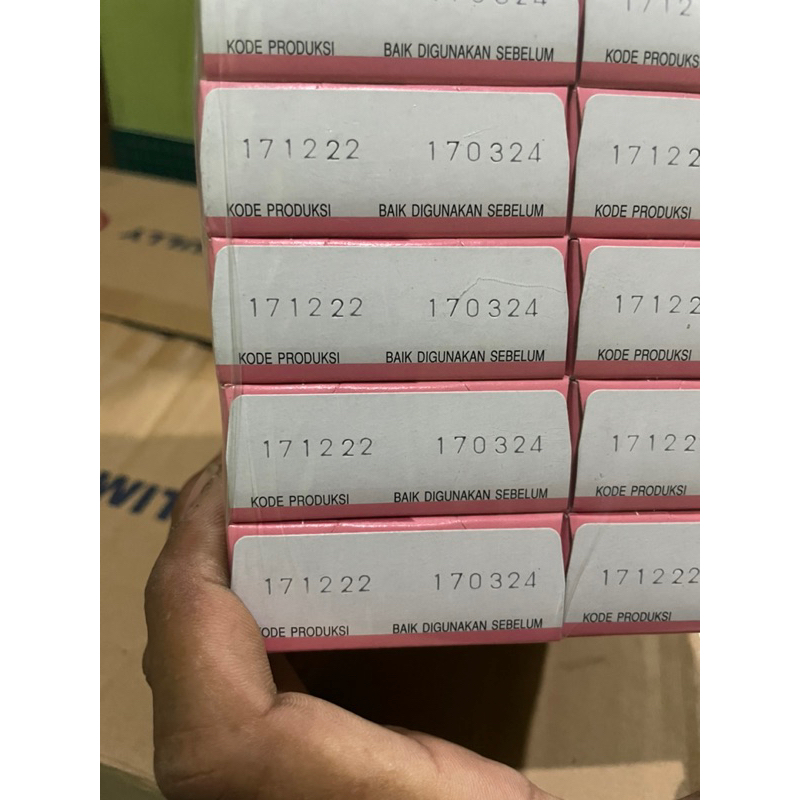 KODE PRODUKSI BAIK DIGUNAKAN SEBELUM KODE PRODUKS
171222 170324 17122
KODE PRODUKSI BAIK DIGUNAKAN SEBELUM KODE PRODUKSI
171222 170324 17122
KODE PRODUKSI BAIK DIGUNAKAN SEBELUM KODE PRODUKSI
171222 170324 17122
KODE PRODUKSI BAIK DIGUNAKAN SEBELUM KODE PRODUKSI
171222 170324 171222
ODE PRODUKSI BAIK DIGUNAKAN SEBELUM KODE PRODUKSI